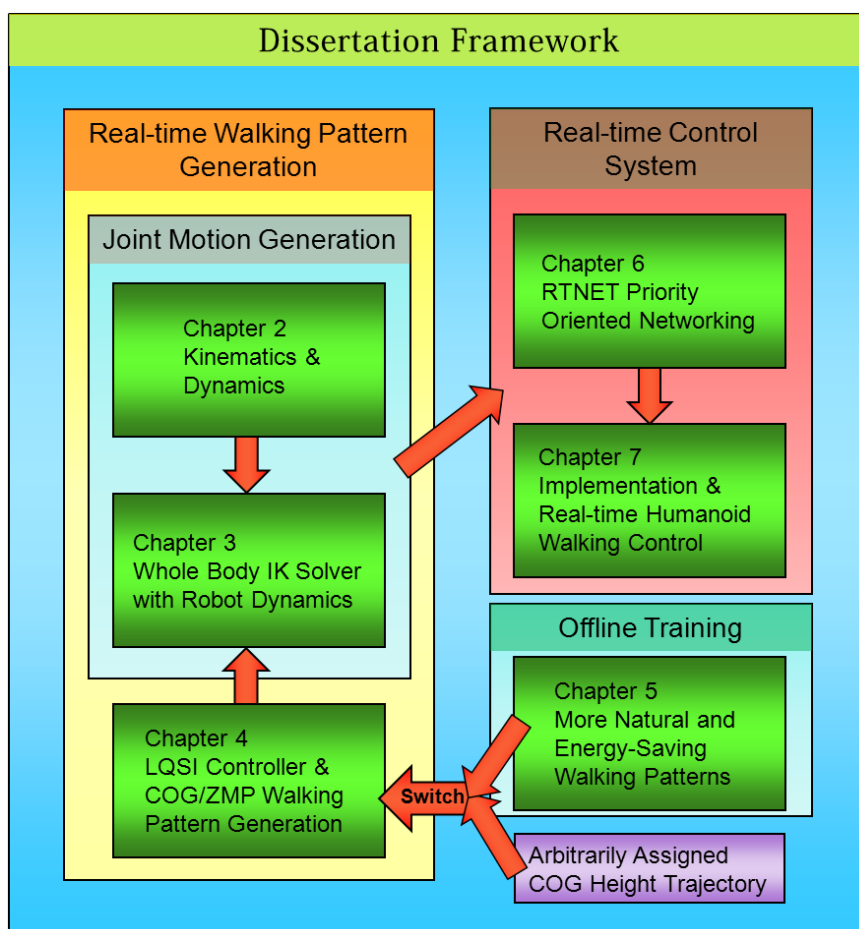 Dissertation Framework
Real-time Walking Pattern
Generation
Joint Motion Generation
Chapter 2
Kinematics &
Dynamics
Chapter 3
Whole Body IK Solver
with Robot Dynamics
Chapter 4
LQSI Controller &
COG/ZMP Walking
Pattern Generation
Real-time Control
System
Chapter 6
RTNET Priority
Oriented Networking
Chapter 7
Implementation &
Real-time Humanoid
Walking Control
Offline Training
Chapter 5
More Natural and
Energy-Saving
Walking Patterns
Switch
Arbitrarily Assigned
COG Height Trajectory